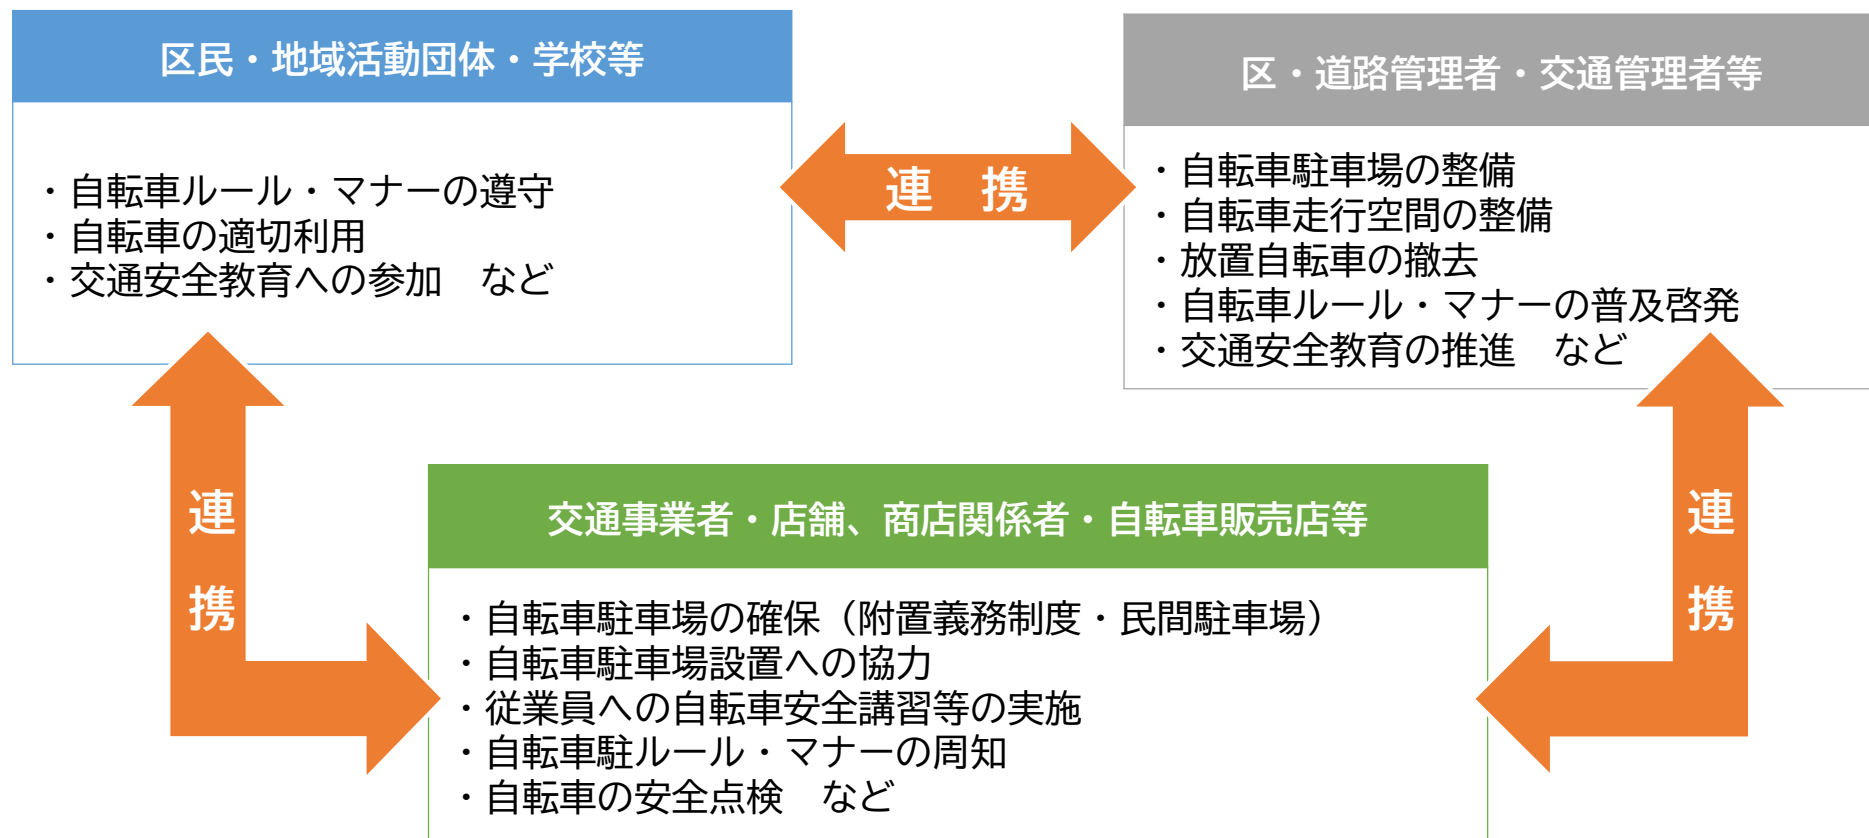 区民・地域活動団体・学校等
・自転車ルール・マナーの遵守
・自転車の適切利用
・交通安全教育への参加　など
連　携
区・道路管理者・交通管理者等
・自転車駐車場の整備
・自転車走行空間の整備
・放置自転車の撤去
・自転車ルール・マナーの普及啓発
・交通安全教育の推進　など
連　携
連　携
交通事業者・店舗、商店関係者・自転車販売店等
・自転車駐車場の確保（附置義務制度・民間駐車場）
・自転車駐車場設置への協力
・従業員への自転車安全講習等の実施
・自転車駐ルール・マナーの周知
・自転車の安全点検　など